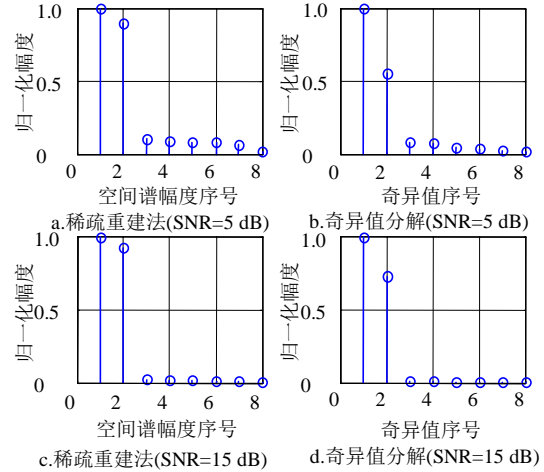 1.0
0.5
0
归一化幅度
0 2 4 6 8
空间谱幅度序号
a.稀疏重建法(SNR=5 dB)
1.0
0.5
0
归一化幅度
0 2 4 6 8
奇异值序号
b.奇异值分解(SNR=5 dB)
1.0
0.5
0
归一化幅度
0 2 4 6 8
空间谱幅度序号
c.稀疏重建法(SNR=15 dB)
1.0
0.5
0
归一化幅度
0 2 4 6 8
奇异值序号
d.奇异值分解(SNR=15 dB)